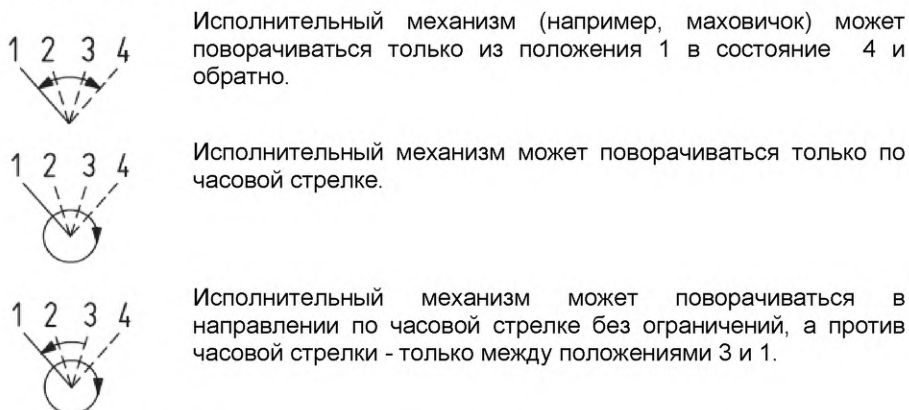 Исполнительный механизм (например, маховичок) может
поворачиваться только из положения 1 в состояние 4 и
обратно.
1 2 3 4
Исполнительный механизм может поворачиваться только по
часовой стрелке.
1 2 3 4
Исполнительный механизм может поворачиваться в
направлении по часовой стрелке без ограничений, а против
часовой стрелки - только между положениями 3 и 1.
1 2 3 4